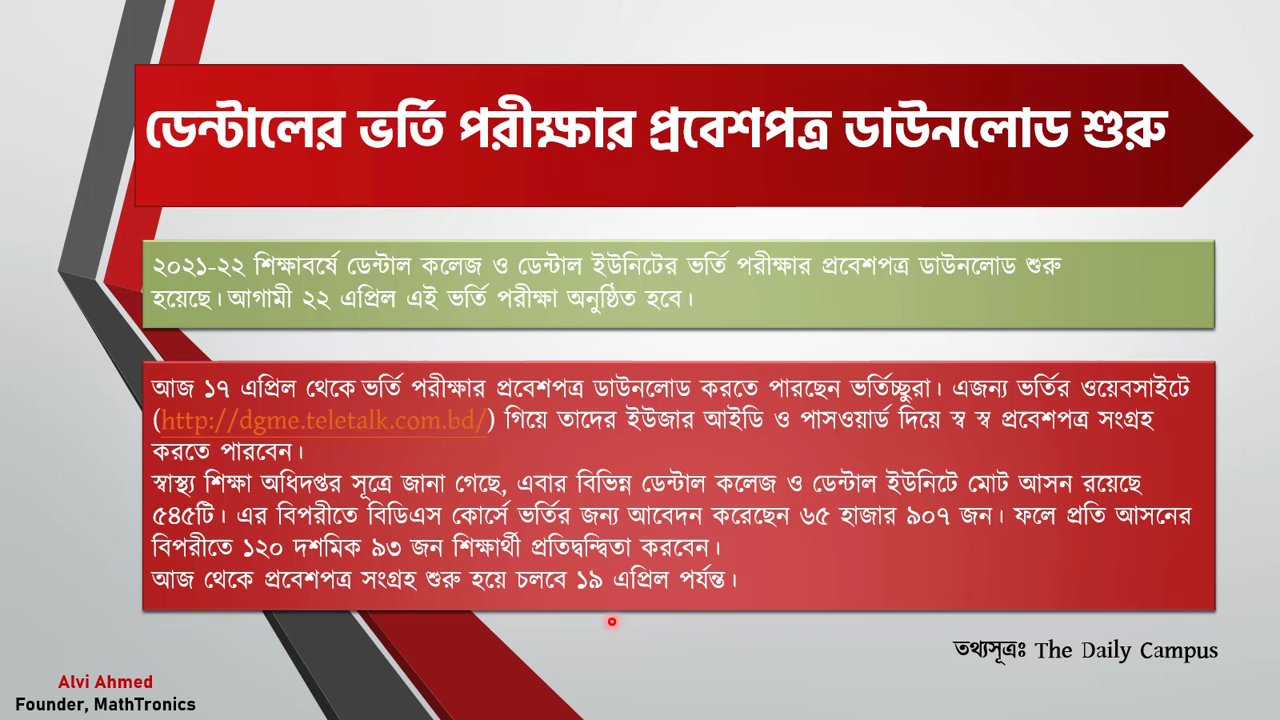 ডেন্টালের ভর্তি পরীক্ষার প্রবেশপত্র ডাউনলোড শুরু
২০২১-২২ শিক্ষাবর্ষে ডেন্টাল কলেজ ও ডেন্টাল ইউনিটের ভর্তি পরীক্ষার প্রবেশপত্র ডাউনলোড শুরু
হয়েছে। আগামী ২২ এপ্রিল এই ভর্তি পরীক্ষা অনুষ্ঠিত হবে।
আজ ১৭ এপ্রিল থেকে ভর্তি পরীক্ষার প্রবেশপত্র ডাউনলোড করতে পারছেন ভর্তিচ্ছুরা। এজন্য ভর্তির ওয়েবসাইটে
(http://dgme.teletalk.com.bd/) গিয়ে তাদের ইউজার আইডি ও পাসওয়ার্ড দিয়ে স্ব স্ব প্রবেশপত্র সংগ্রহ
করতে পারবেন।
স্বাস্থ্য শিক্ষা অধিদপ্তর সূত্রে জানা গেছে, এবার বিভিন্ন ডেন্টাল কলেজ ও ডেন্টাল ইউনিটে মোট আসন রয়েছে
৫৪৫টি। এর বিপরীতে বিডিএস কোর্সে ভর্তির জন্য আবেদন করেছেন ৬৫ হাজার ৯০৭ জন। ফলে প্রতি আসনের
বিপরীতে ১২০ দশমিক ৯৩ জন শিক্ষার্থী প্রতিদ্বন্দ্বিতা করবেন।
আজ থেকে প্রবেশপত্র সংগ্রহ শুরু হয়ে চলবে ১৯ এপ্রিল পর্যন্ত।
তথ্যসূত্রঃ The Daily Campus
Alvi Ahmed
Founder, MathTronics